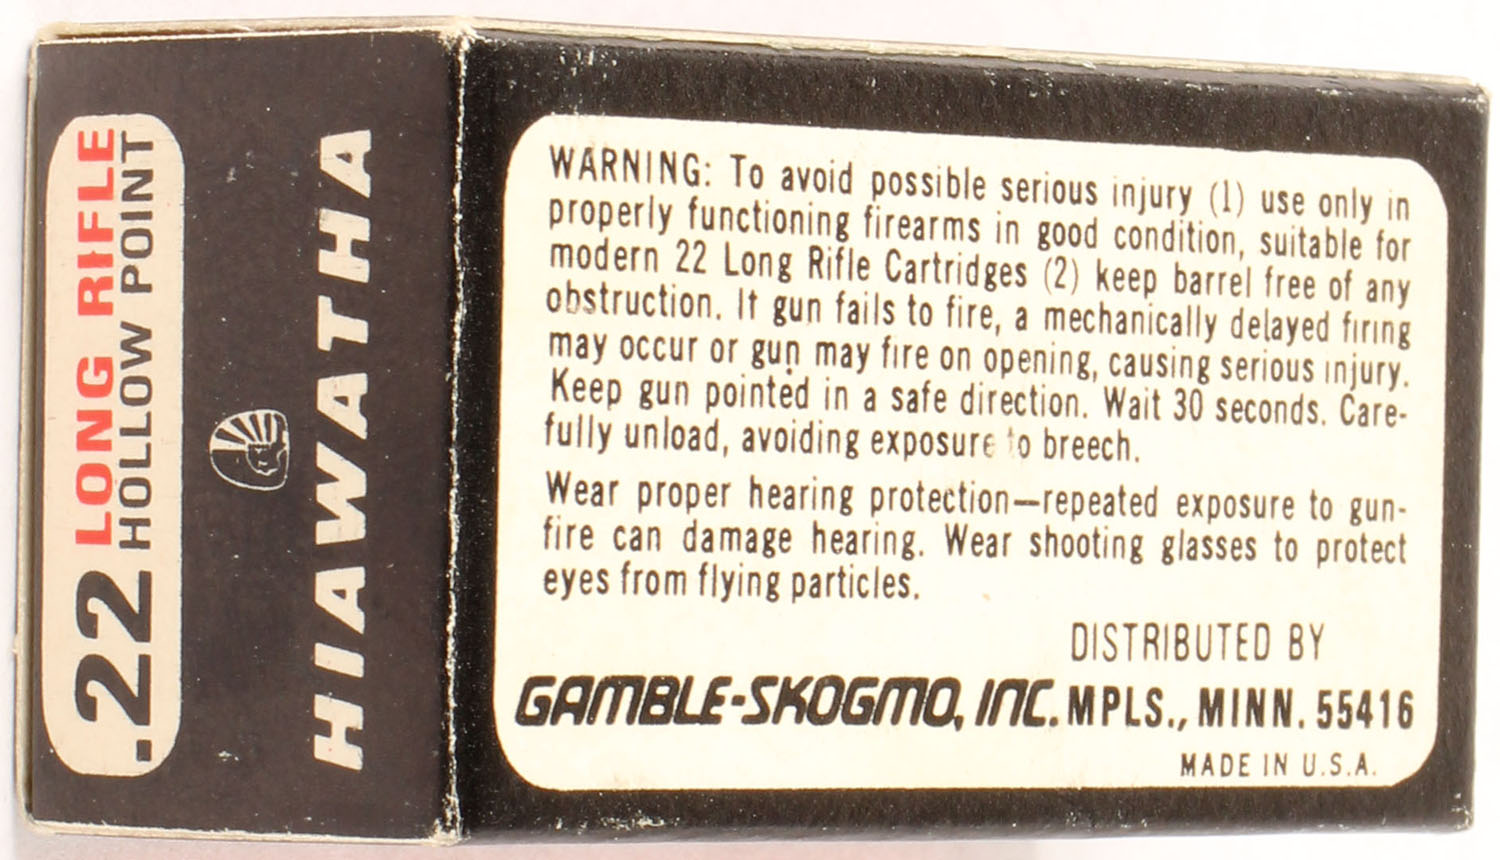 .22 LONG RIFLE
HOLLOW POINT
HIAWATHA
WARNING: To avoid possible serious injury (1) use only in
properly functioning firearms in good condition, suitable for
modern 22 Long Rifle Cartridges (2) keep barrel free of any
obstruction. If gun fails to fire, a mechanically delayed firing
may occur or gun may fire on opening, causing serious injury.
Keep gun pointed in a safe direction. Wait 30 seconds. Care-
fully unload, avoiding exposure to breech.
Wear proper hearing protection—repeated exposure to gun-
fire can damage hearing. Wear shooting glasses to protect
eyes from flying particles.
DISTRIBUTED BY
GAMBLE-SKOGMO, INC. MPLS., MINN. 55416
MADE IN U.S.A.